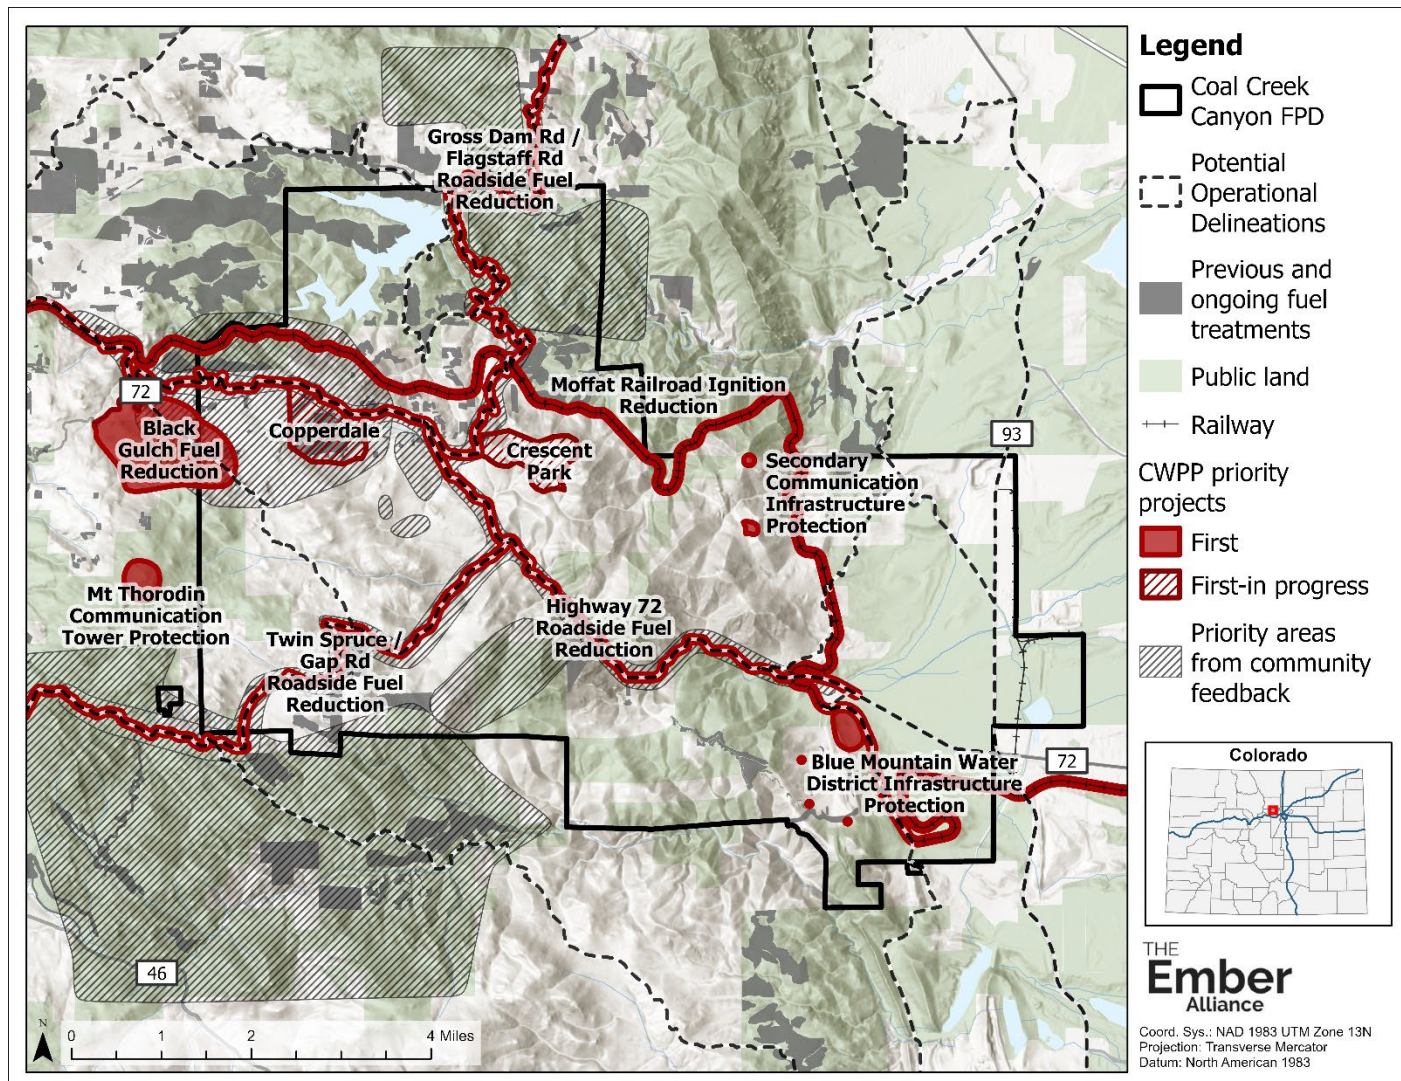 Gross Dam Rd /
Flagstaff Rd
Roadside Fuel
Reduction
72
Black
Gulch Fuel
Reduction
Copperdale
Crescent
Park
Moffat Railroad Ignition
Reduction
93
Secondary
Communication
Infrastructure
Protection
Mt Thorodin
Communication
Tower Protection
Twin Spruce /
Gap Rd
Roadside Fuel
Reduction
Highway 72
Roadside Fuel
Reduction
Blue Mountain Water
District Infrastructure
Protection
72
46
N
0 1 2 4 Miles
Legend
Coal Creek
Canyon FPD
Potential
Operational
Delineations
Previous and
ongoing fuel
treatments
Public land
Railway
CWPP priority
projects
First
First-in progress
Priority areas
from community
feedback
Colorado
THE
Ember
Alliance
Coord. Sys.: NAD 1983 UTM Zone 13N
Projection: Transverse Mercator
Datum: North American 1983